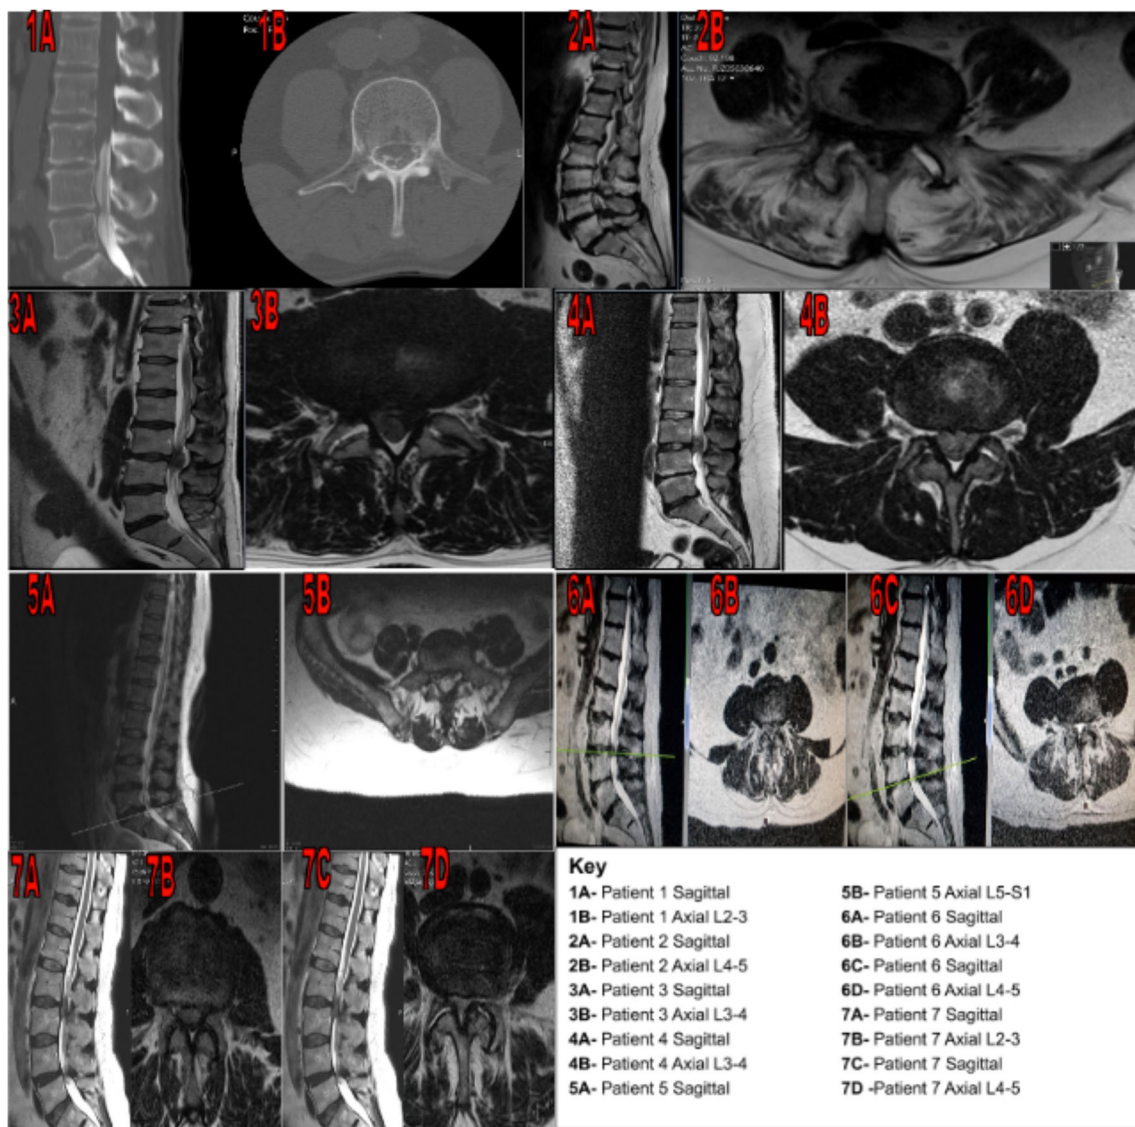 1A
1B
2A
2B
3A
3B
4A
4B
5A
5B
6A
6B
6C
6D
7A
7B
7C
7D
Key
1A- Patient 1 Sagittal
1B- Patient 1 Axial L2-3
2A- Patient 2 Sagittal
2B- Patient 2 Axial L4-5
3A- Patient 3 Sagittal
3B- Patient 3 Axial L3-4
4A- Patient 4 Sagittal
4B- Patient 4 Axial L3-4
5A- Patient 5 Sagittal
5B- Patient 5 Axial L5-S1
6A- Patient 6 Sagittal
6B- Patient 6 Axial L3-4
6C- Patient 6 Sagittal
6D- Patient 6 Axial L4-5
7A- Patient 7 Sagittal
7B- Patient 7 Axial L2-3
7C- Patient 7 Sagittal
7D -Patient 7 Axial L4-5